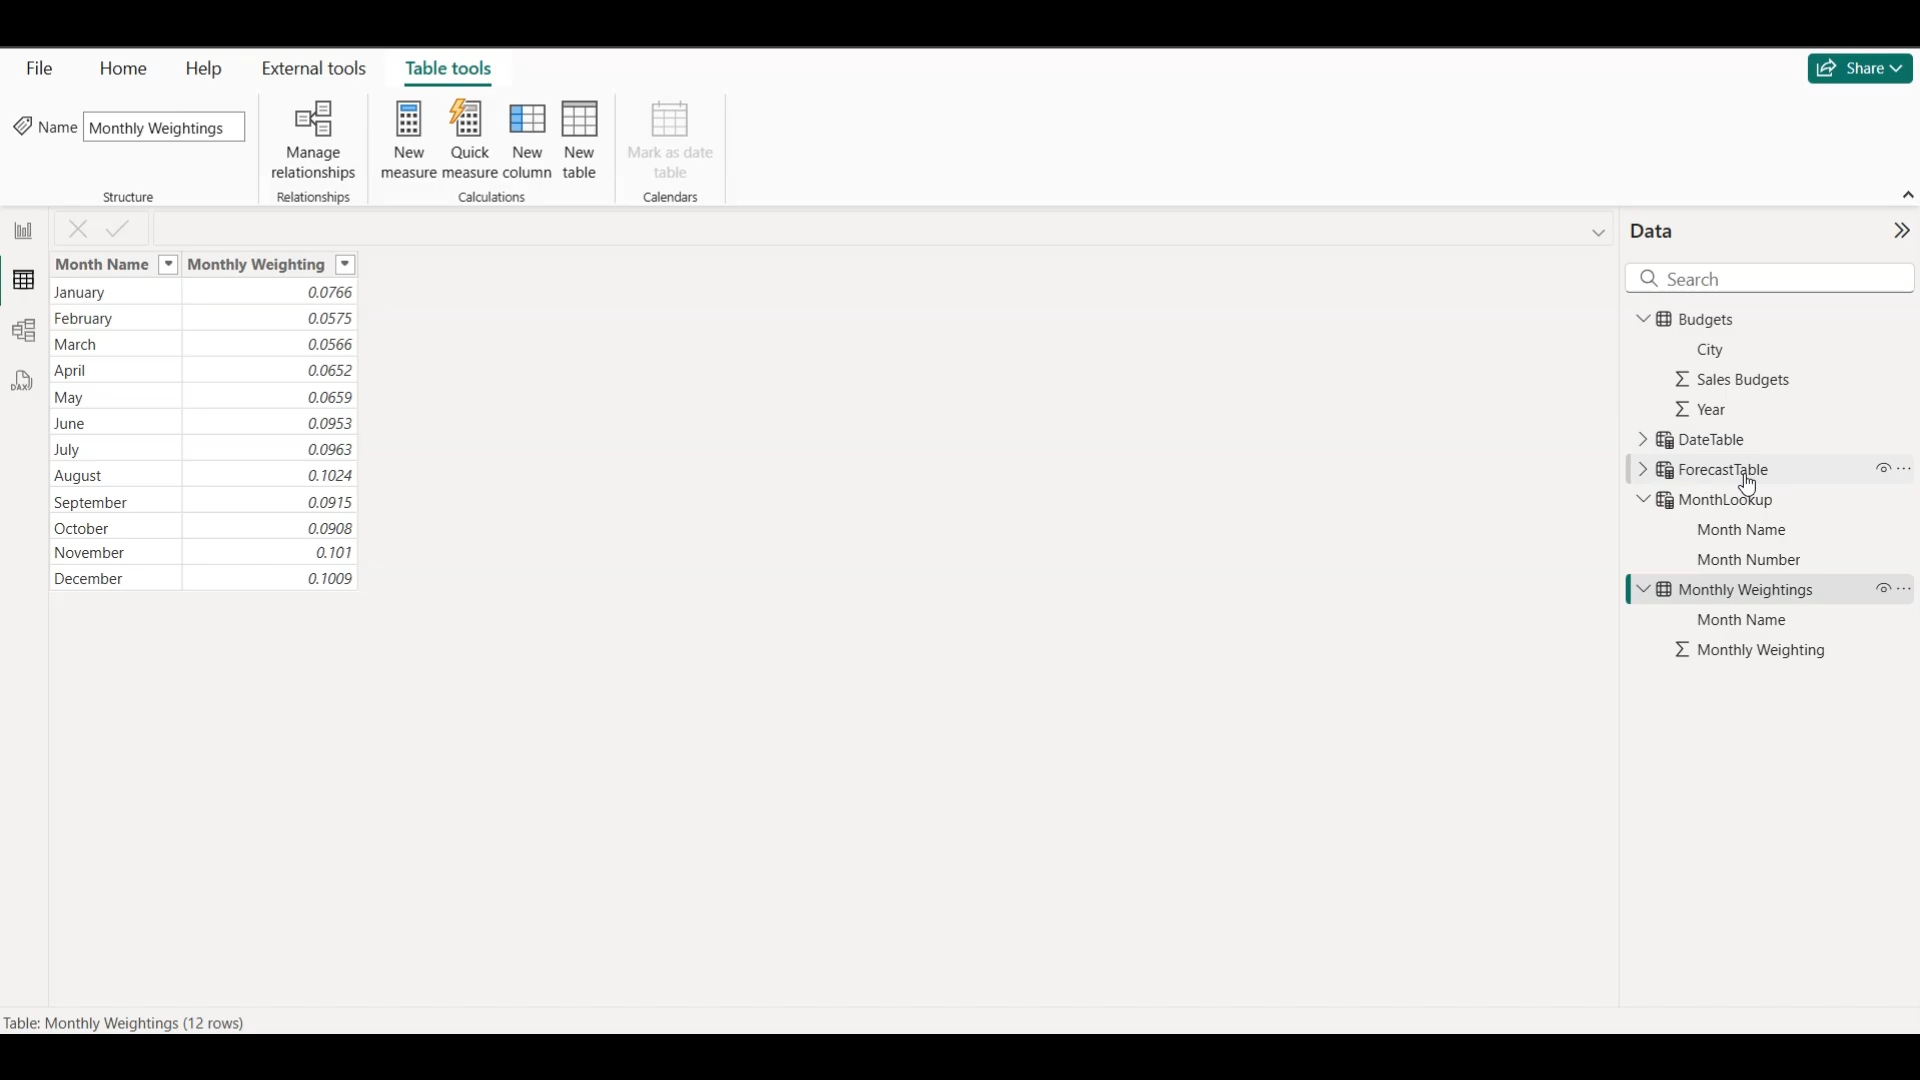 File Home Help External tools Table tools Share
Name Monthly Weightings
Manage relationships
New measure
Quick measure
New column
New table
Mark as date table
Structure Relationships Calculations Calendars
DAX
Month Name Monthly Weighting
January 0.0766
February 0.0575
March 0.0566
April 0.0652
May 0.0659
June 0.0953
July 0.0963
August 0.1024
September 0.0915
October 0.0908
November 0.101
December 0.1009
Data
Search
Budgets
City
Sales Budgets
Year
DateTable
ForecastTable
MonthLookup
Month Name
Month Number
Monthly Weightings
Month Name
Monthly Weighting
Table: Monthly Weightings (12 rows)